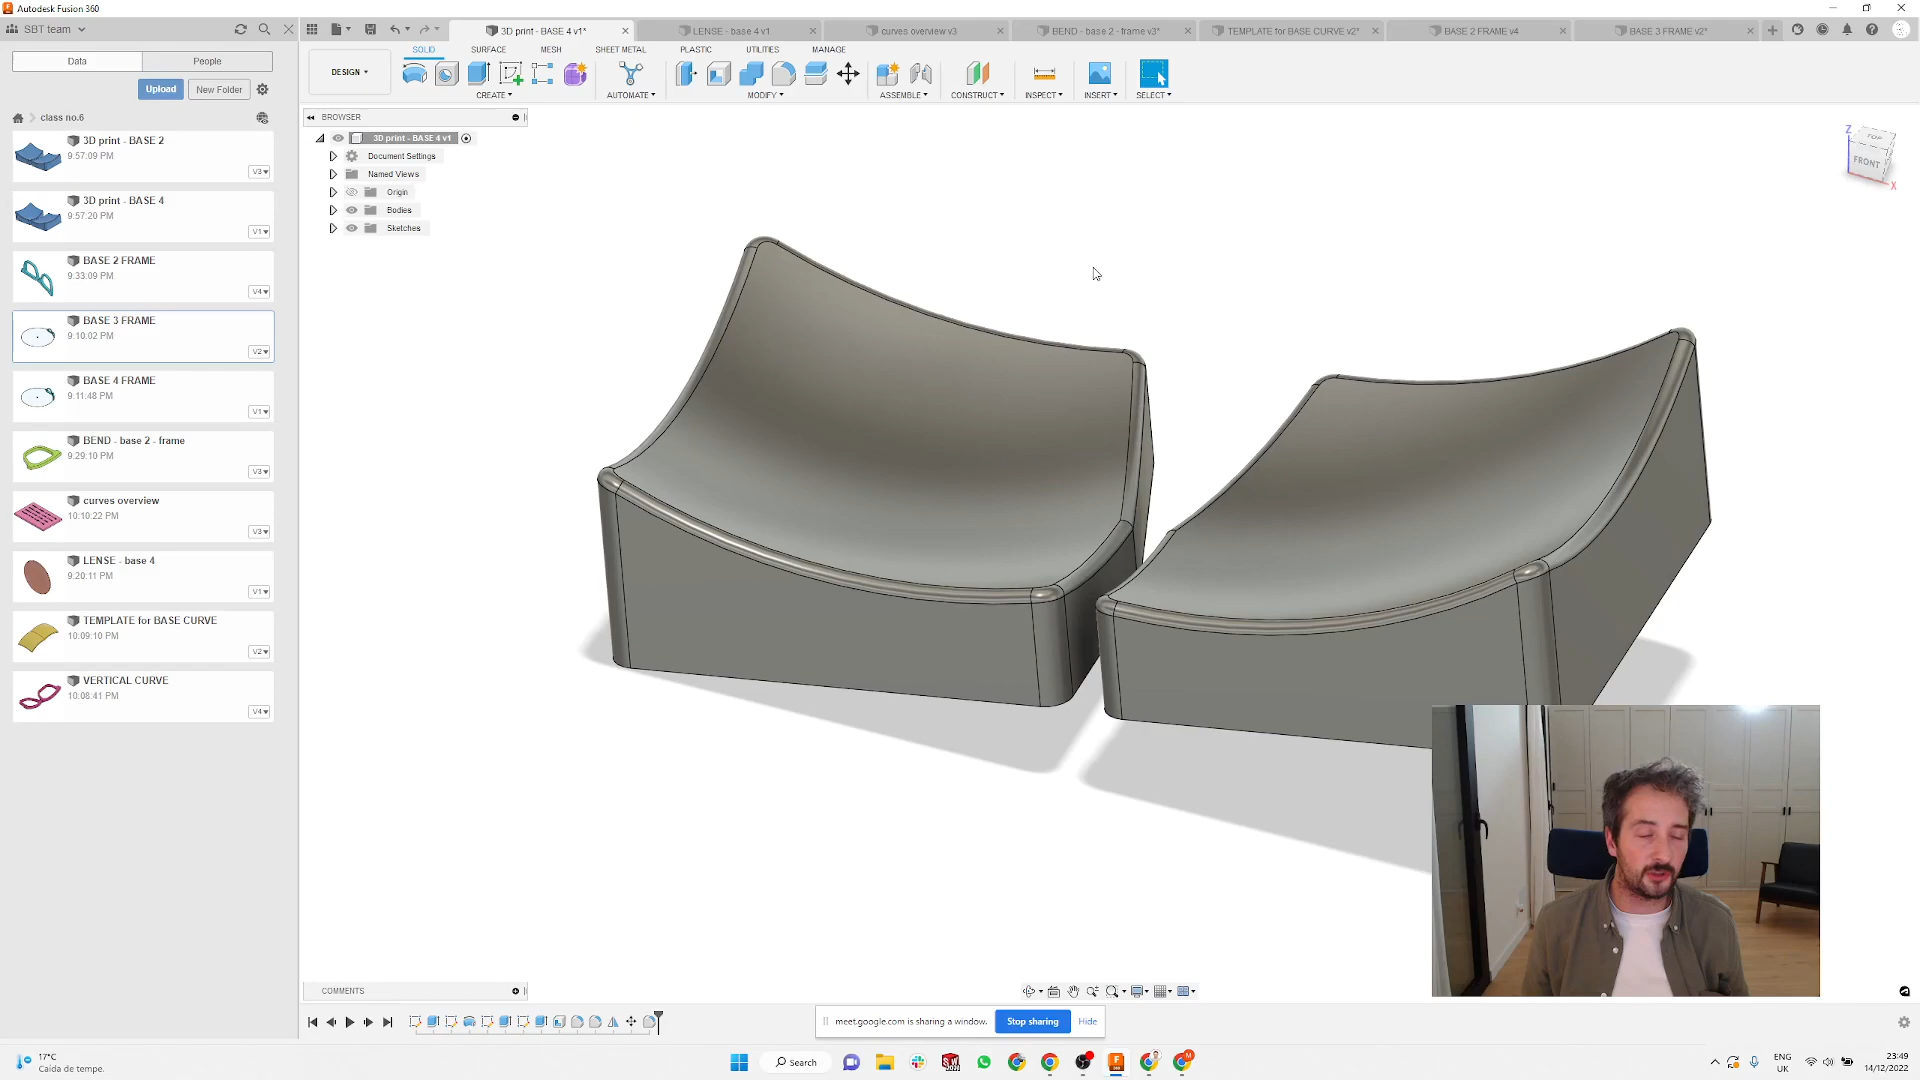 Autodesk Fusion 360
SBT team
3D print - BASE 4 v1*
LENSE - base 4 v1
curves overview v3
BEND - base 2 - frame v3*
TEMPLATE for BASE CURVE v2*
BASE 2 FRAME v4
BASE 3 FRAME v2*
SOLID
SURFACE
MESH
SHEET METAL
PLASTIC
UTILITIES
MANAGE
Data
People
DESIGN
Upload
New Folder
CREATE
AUTOMATE
MODIFY
ASSEMBLE
CONSTRUCT
INSPECT
INSERT
SELECT
class no.6
BROWSER
3D print - BASE 4 v1
Document Settings
Named Views
Origin
Bodies
Sketches
Z
TOP
FRONT
X
3D print - BASE 2
9:57:09 PM
V3
3D print - BASE 4
9:57:20 PM
V1
BASE 2 FRAME
9:33:09 PM
V4
BASE 3 FRAME
9:10:02 PM
V2
BASE 4 FRAME
9:11:48 PM
V1
BEND - base 2 - frame
9:29:10 PM
V3
curves overview
10:10:22 PM
V3
LENSE - base 4
9:20:11 PM
V1
TEMPLATE for BASE CURVE
10:09:10 PM
V2
VERTICAL CURVE
10:08:41 PM
V4
COMMENTS
meet.google.com is sharing a window.
Stop sharing
Hide
17°C
Caída de tempe.
Search
ENG
UK
23:49
14/12/2022